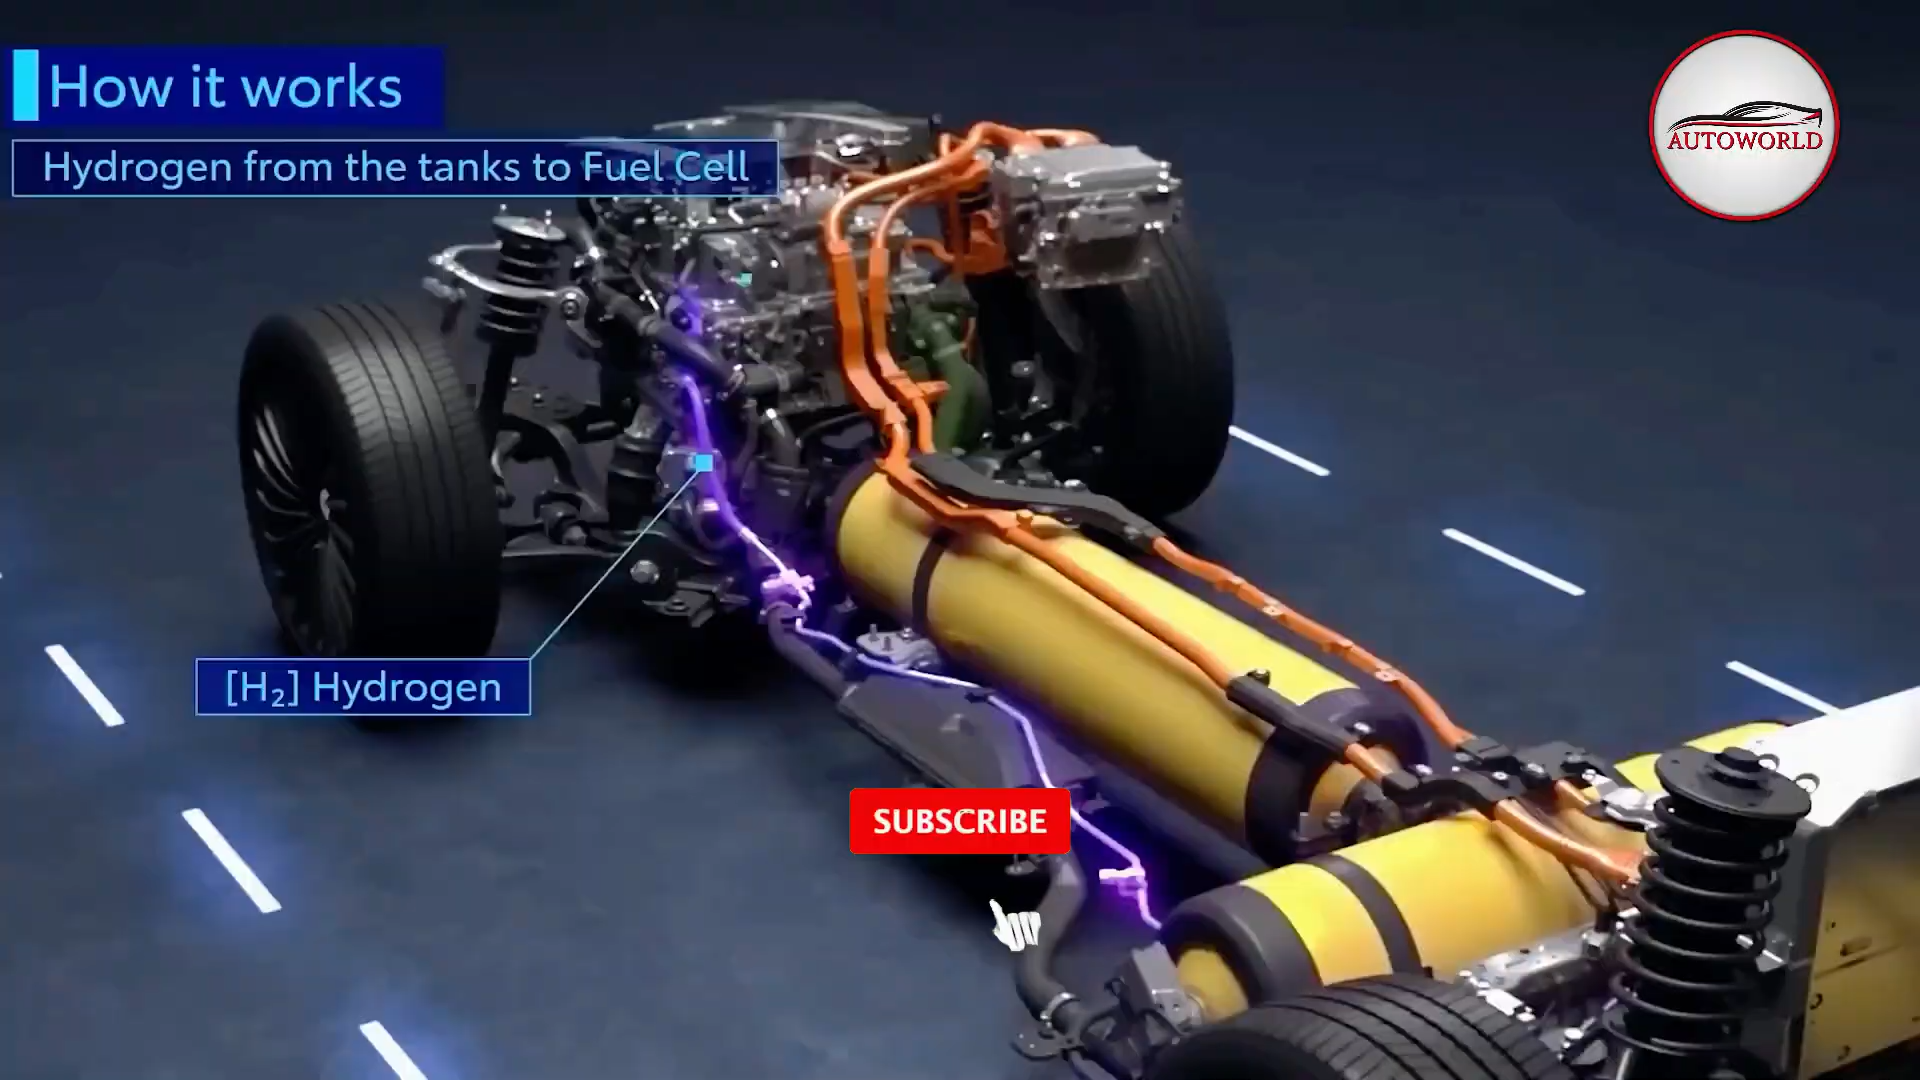 How it works
Hydrogen from the tanks to Fuel Cell
AUTOWORLD
[H₂] Hydrogen
SUBSCRIBE